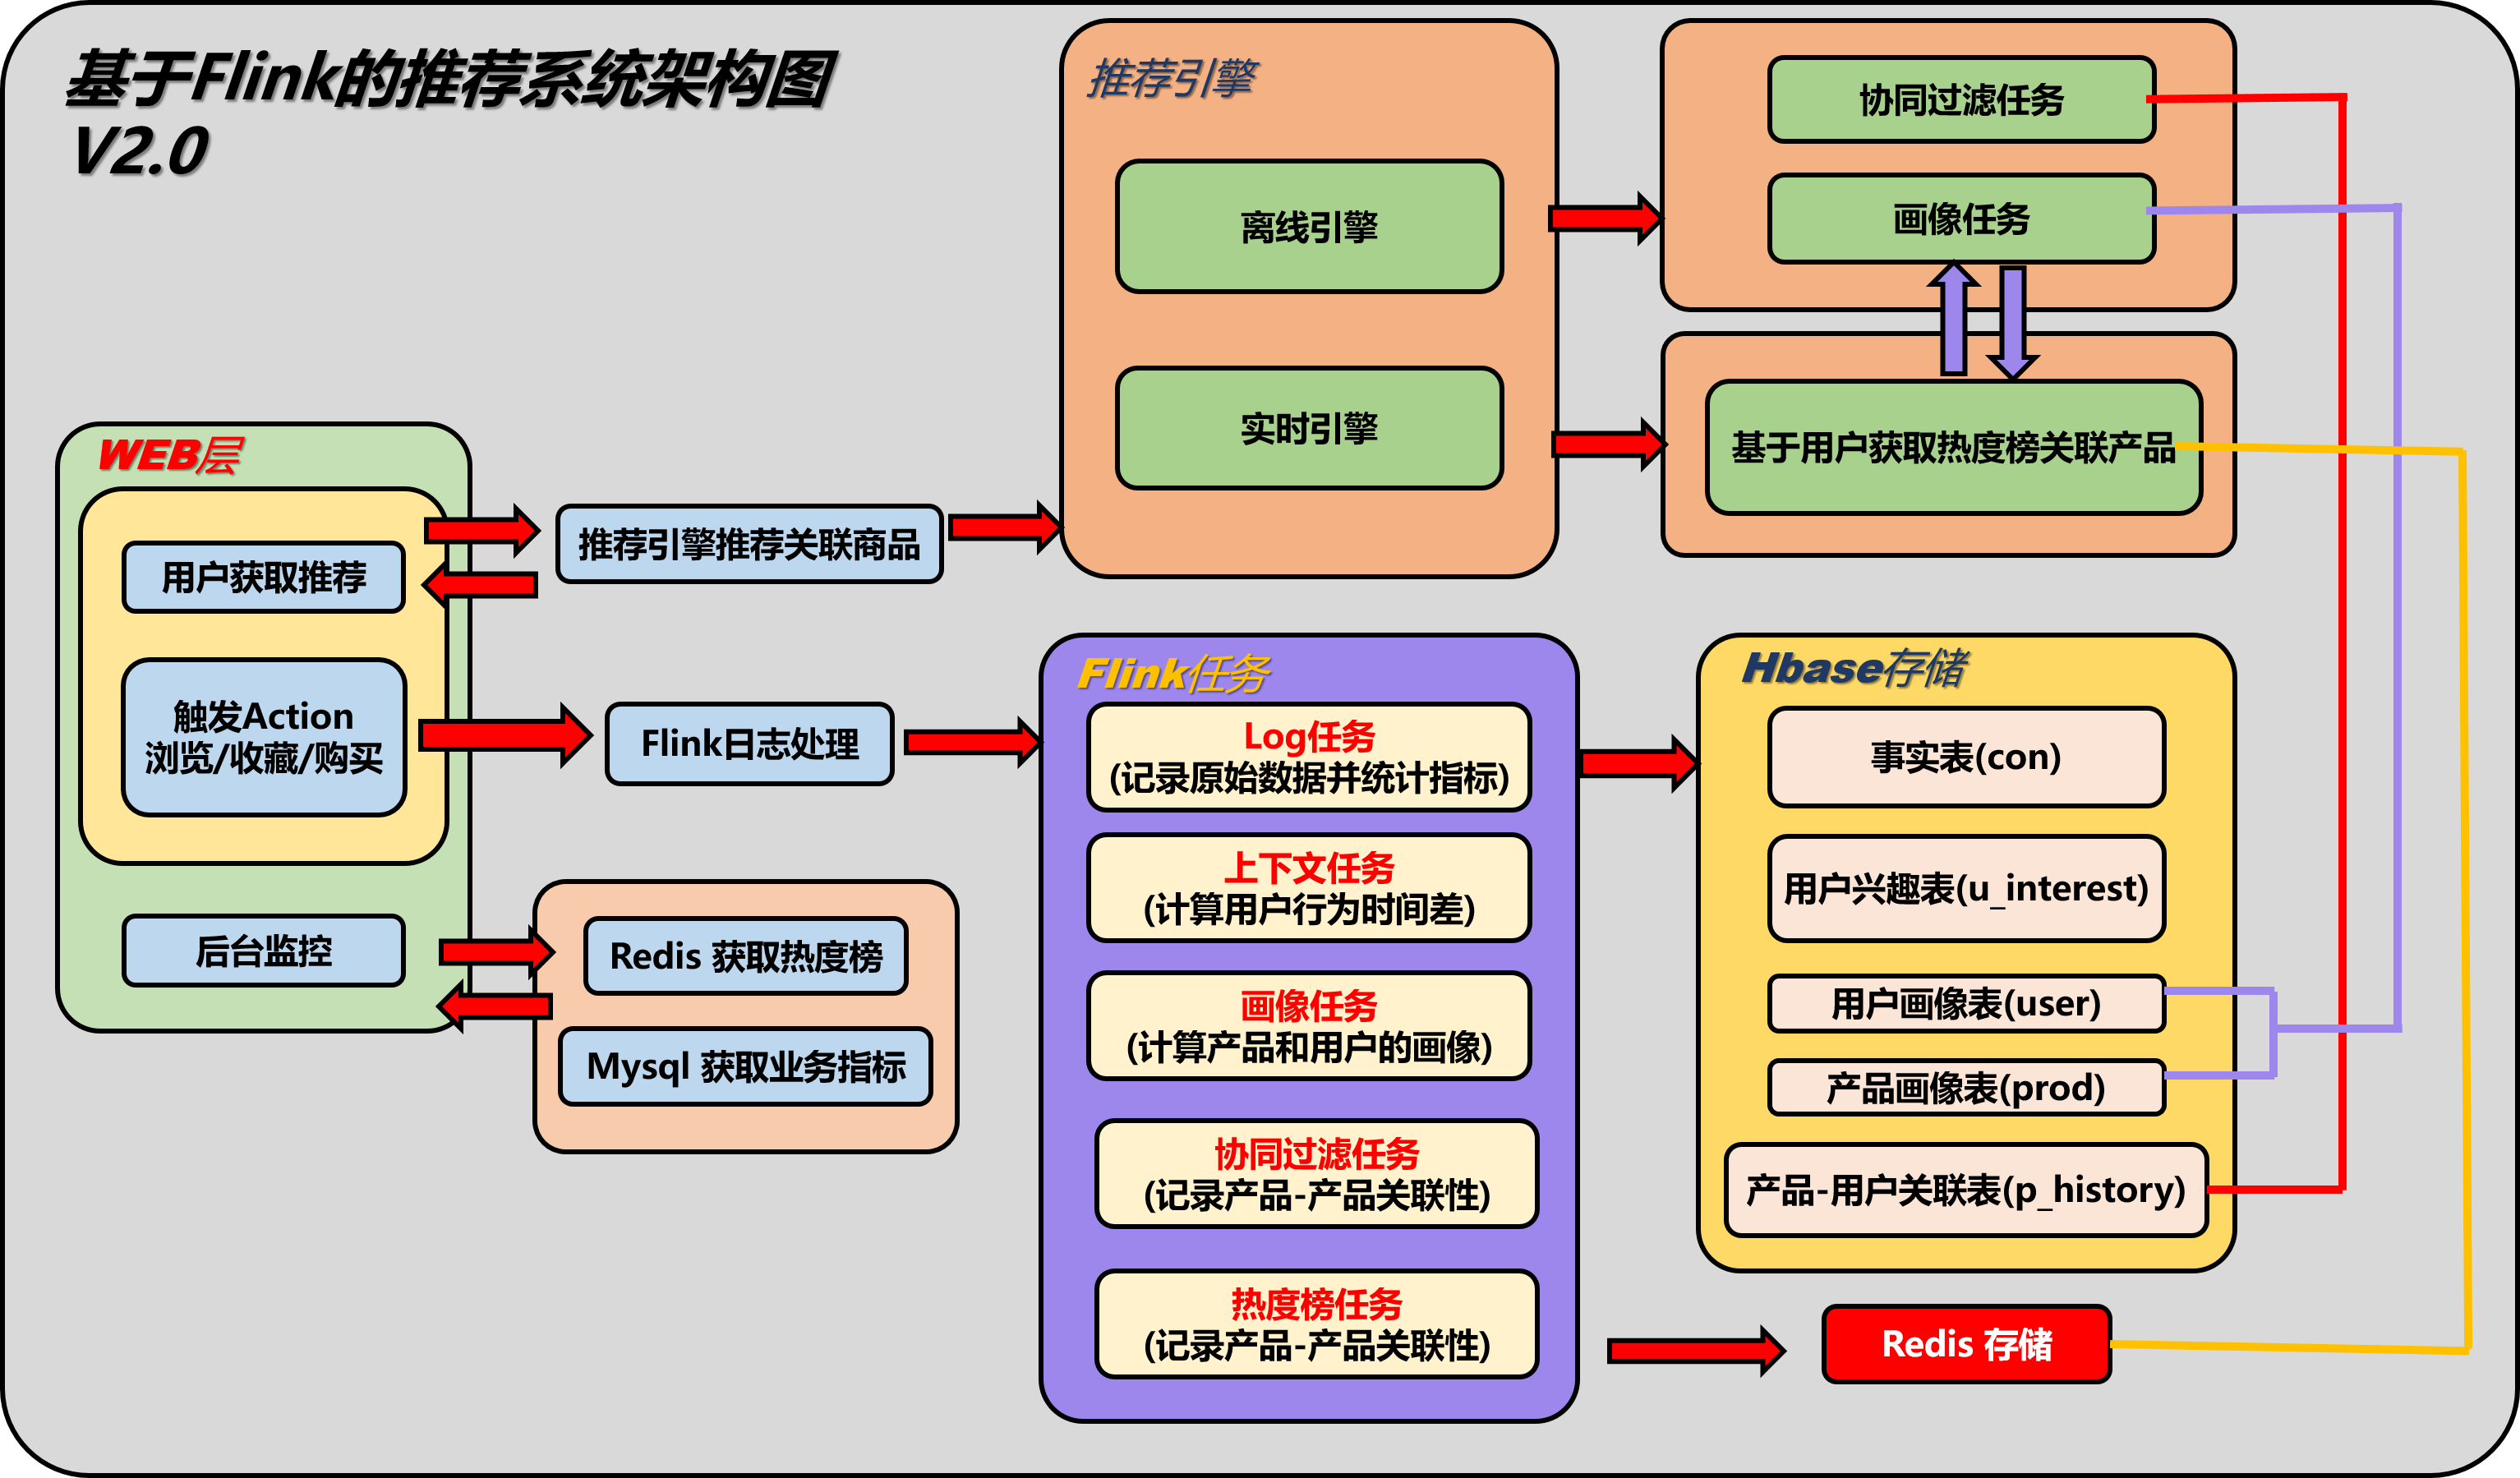 基于Flink的推荐系统架构图
V2.0
推荐引擎
离线引擎
实时引擎
协同过滤任务
画像任务
基于用户获取热度榜关联产品
WEB层
用户获取推荐
触发Action
浏览/收藏/购买
后台监控
推荐引擎推荐关联商品
Flink日志处理
Redis 获取热度榜
Mysql 获取业务指标
Flink任务
Log任务
(记录原始数据并统计指标)
上下文任务
(计算用户行为时间差)
画像任务
(计算产品和用户的画像)
协同过滤任务
(记录产品-产品关联性)
热度榜任务
(记录产品-产品关联性)
Hbase存储
事实表(con)
用户兴趣表(u_interest)
用户画像表(user)
产品画像表(prod)
产品-用户关联表(p_history)
Redis 存储